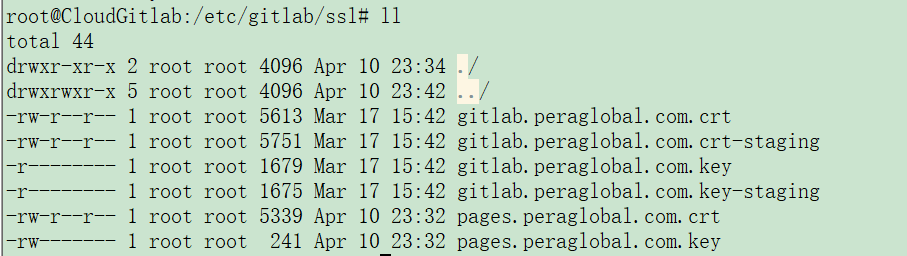 root@CloudGitlab:/etc/gitlab/ssl# ll
total 44
drwxr-xr-x 2 root root 4096 Apr 10 23:34 ./
drwxrwxr-x 5 root root 4096 Apr 10 23:42 ../
-rw-r--r-- 1 root root 5613 Mar 17 15:42 gitlab.peraglobal.com.crt
-rw-r--r-- 1 root root 5751 Mar 17 15:42 gitlab.peraglobal.com.crt-staging
-r-------- 1 root root 1679 Mar 17 15:42 gitlab.peraglobal.com.key
-r-------- 1 root root 1675 Mar 17 15:42 gitlab.peraglobal.com.key-staging
-rw-r--r-- 1 root root 5339 Apr 10 23:32 pages.peraglobal.com.crt
-rw------- 1 root root  241 Apr 10 23:32 pages.peraglobal.com.key